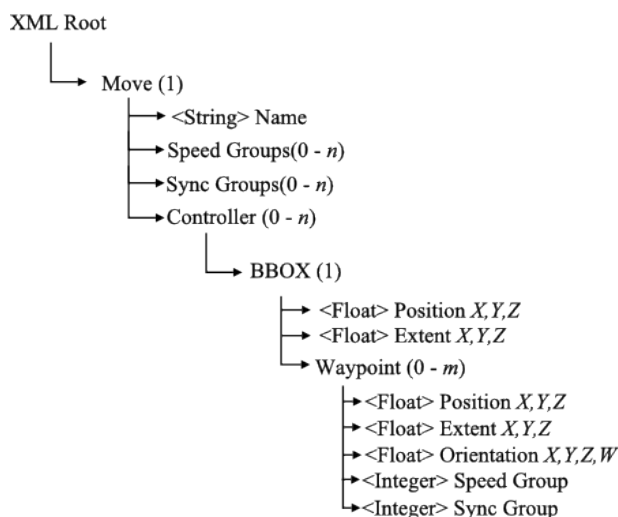 XML Root
Move (1)
<String> Name
Speed Groups(0 - n)
Sync Groups(0 - n)
Controller (0 - n)
BBOX (1)
<Float> Position X,Y,Z
<Float> Extent X,Y,Z
Waypoint (0 - m)
<Float> Position X,Y,Z
<Float> Extent X,Y,Z
<Float> Orientation X,Y,Z,W
<Integer> Speed Group
<Integer> Sync Group